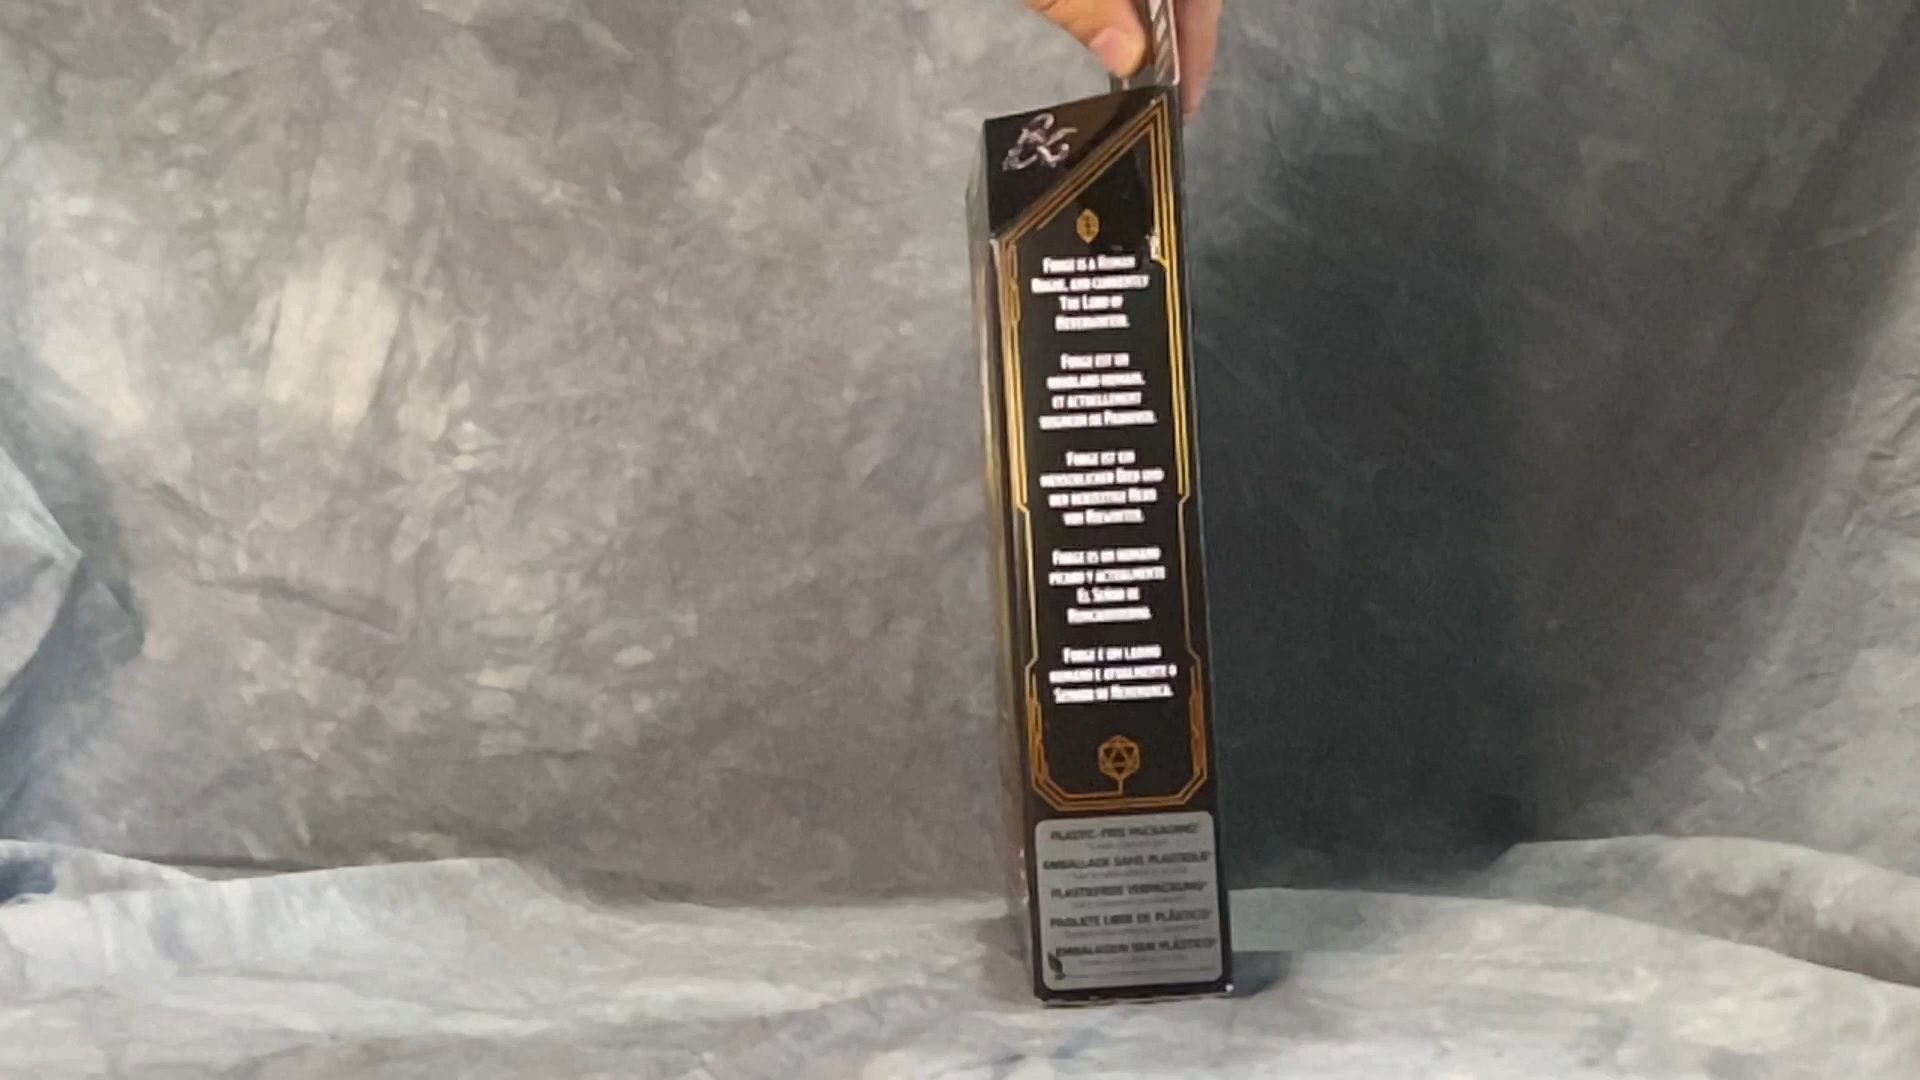 &
FORGE IS A HUMAN
ROGUE, AND CURRENTLY
THE LORD OF
NEVERWINTER.
FORGE EST UN
ROUBLARD HUMAIN,
ET ACTUELLEMENT
SEIGNEUR DE PADHIVER.
FORGE IST EIN
MENSCHLICHER DIEB UND
DER DERZEITIGE HERR
VON NIEWINTER.
FORGE ES UN HUMANO
PÍCARO Y ACTUALMENTE
EL SEÑOR DE
FORGE É UM LADINO
HUMANO E ATUALMENTE O
SENHOR DE NEVERUNCA.
PLASTIC-FREE PACKAGING*
EMBALLAGE SANS PLASTIQUE*
PLASTIKFREIE VERPACKUNG*
PAQUETE LIBRE DE PLÁSTICO*
EMBALAGEM SEM PLÁSTICO*